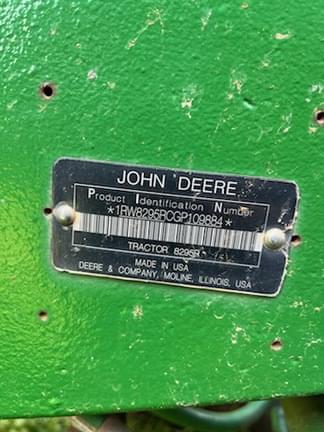 JOHN DEERE
Product Identification Number
*1RW8295RCGP109884*
TRACTOR 8295R
MADE IN USA
DEERE & COMPANY, MOLINE, ILLINOIS, USA